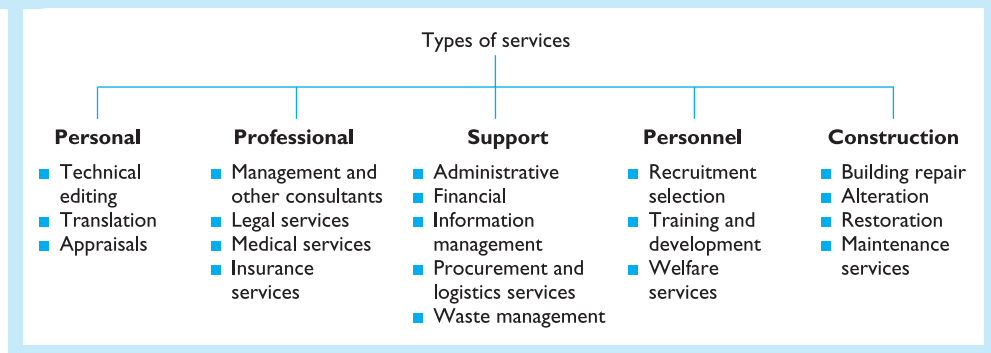 Types of services
Personal
Technical
editing
Translation
Appraisals
Professional
Management and
other consultants
Legal services
Medical services
Insurance
services
Support
Administrative
Financial
Information
management
Procurement and
logistics services
Waste management
Personnel
Recruitment
selection
Training and
development
Welfare
services
Construction
Building repair
Alteration
Restoration
Maintenance
services